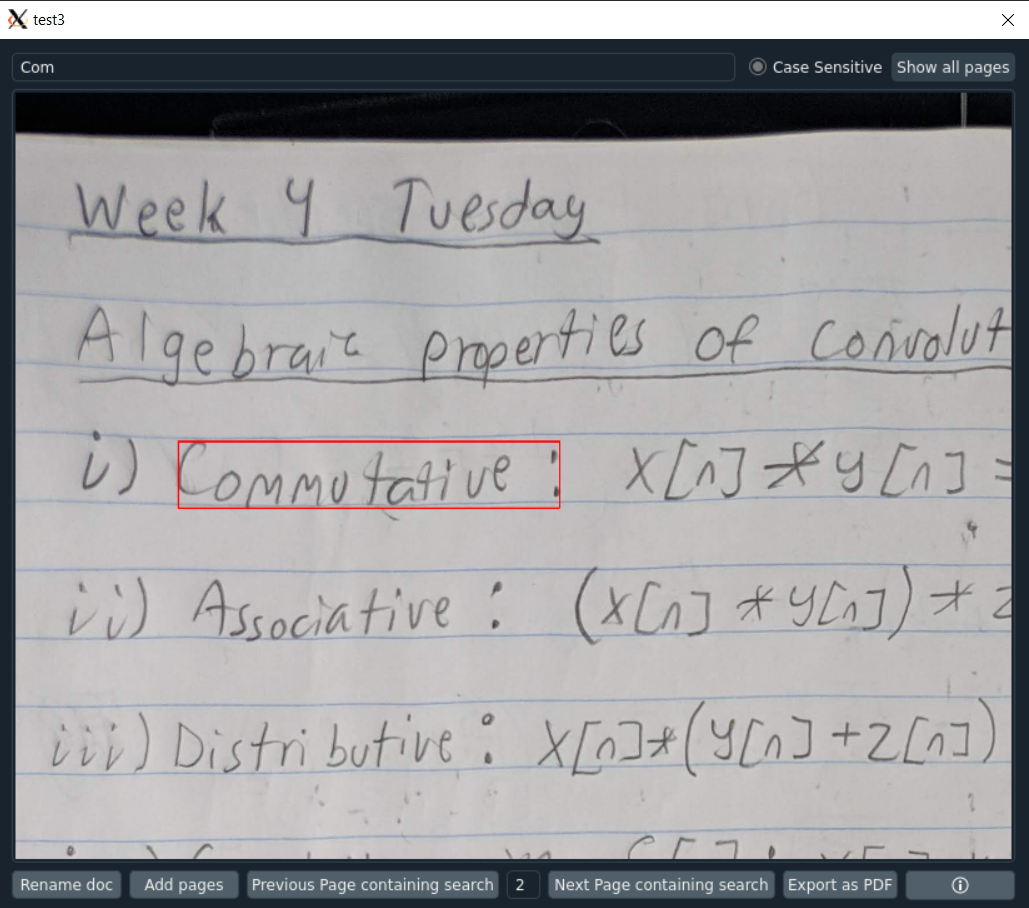 test3
Com
Case Sensitive
Show all pages
Week 4 Tuesday
Algebraic properties of Convolut
i) Commutative : x[n] * y[n] =
ii) Associative : (x[n] * y[n]) * z
iii) Distributive : x[n]*(y[n]+z[n])
Rename doc
Add pages
Previous Page containing search
2
Next Page containing search
Export as PDF